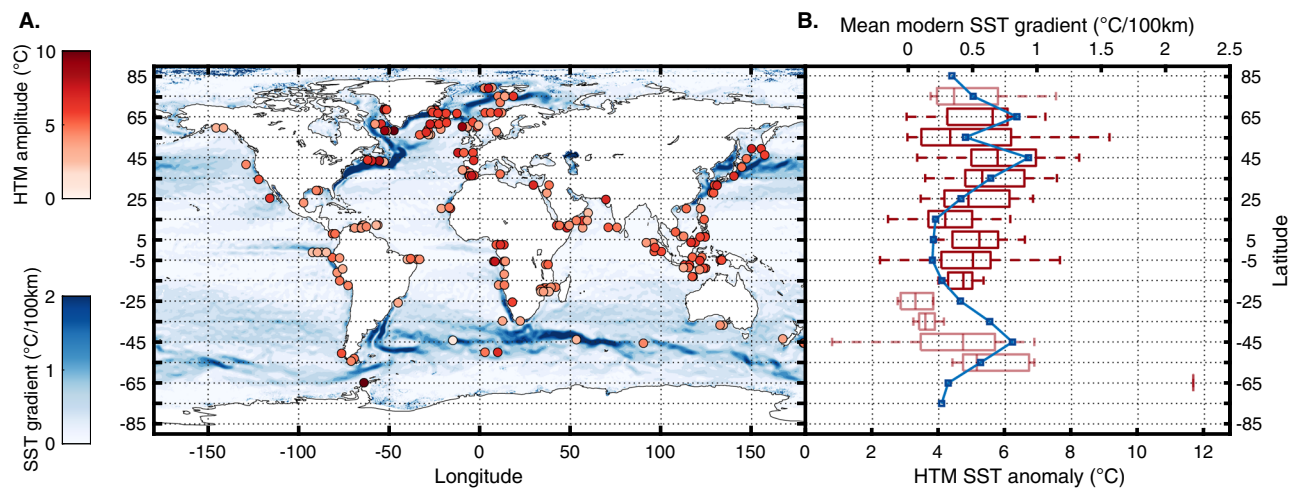 A.
B.
Mean modern SST gradient (°C/100km)
0 0.5 1 1.5 2 2.5
HTM amplitude (°C)
10
5
0
SST gradient (°C/100km)
2
1
0
85
65
45
25
5
-5
-25
-45
-65
-85
-150 -100 -50 0 50 100 150
Longitude
85
65
45
25
5
-5
-25
-45
-65
-85
Latitude
2 4 6 8 10 12
HTM SST anomaly (°C)